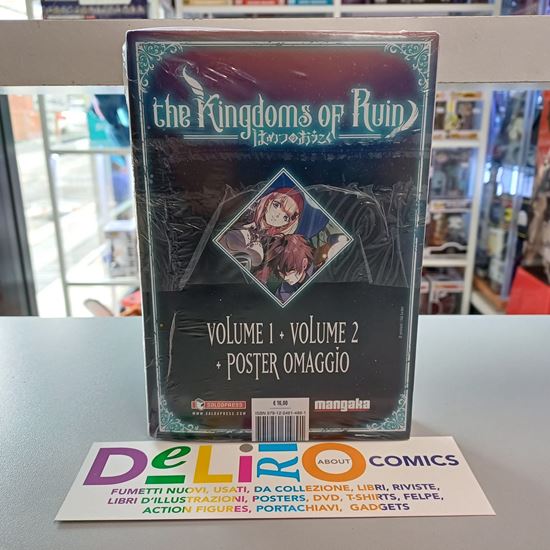 the Kingdoms of Ruin
はめつのおうこく
VOLUME 1 + VOLUME 2
+ POSTER OMAGGIO
SALDAPRESS
WWW.SALDAPRESS.COM
€ 10,00
mangaka
DeLiRiO
ABOUT
COMICS
FUMETTI NUOVI, USATI, DA COLLEZIONE, LIBRI, RIVISTE,
LIBRI D'ILLUSTRAZIONI, POSTERS, DVD, T-SHIRTS, FELPE,
ACTION FIGURES, PORTACHIAVI, GADGETS